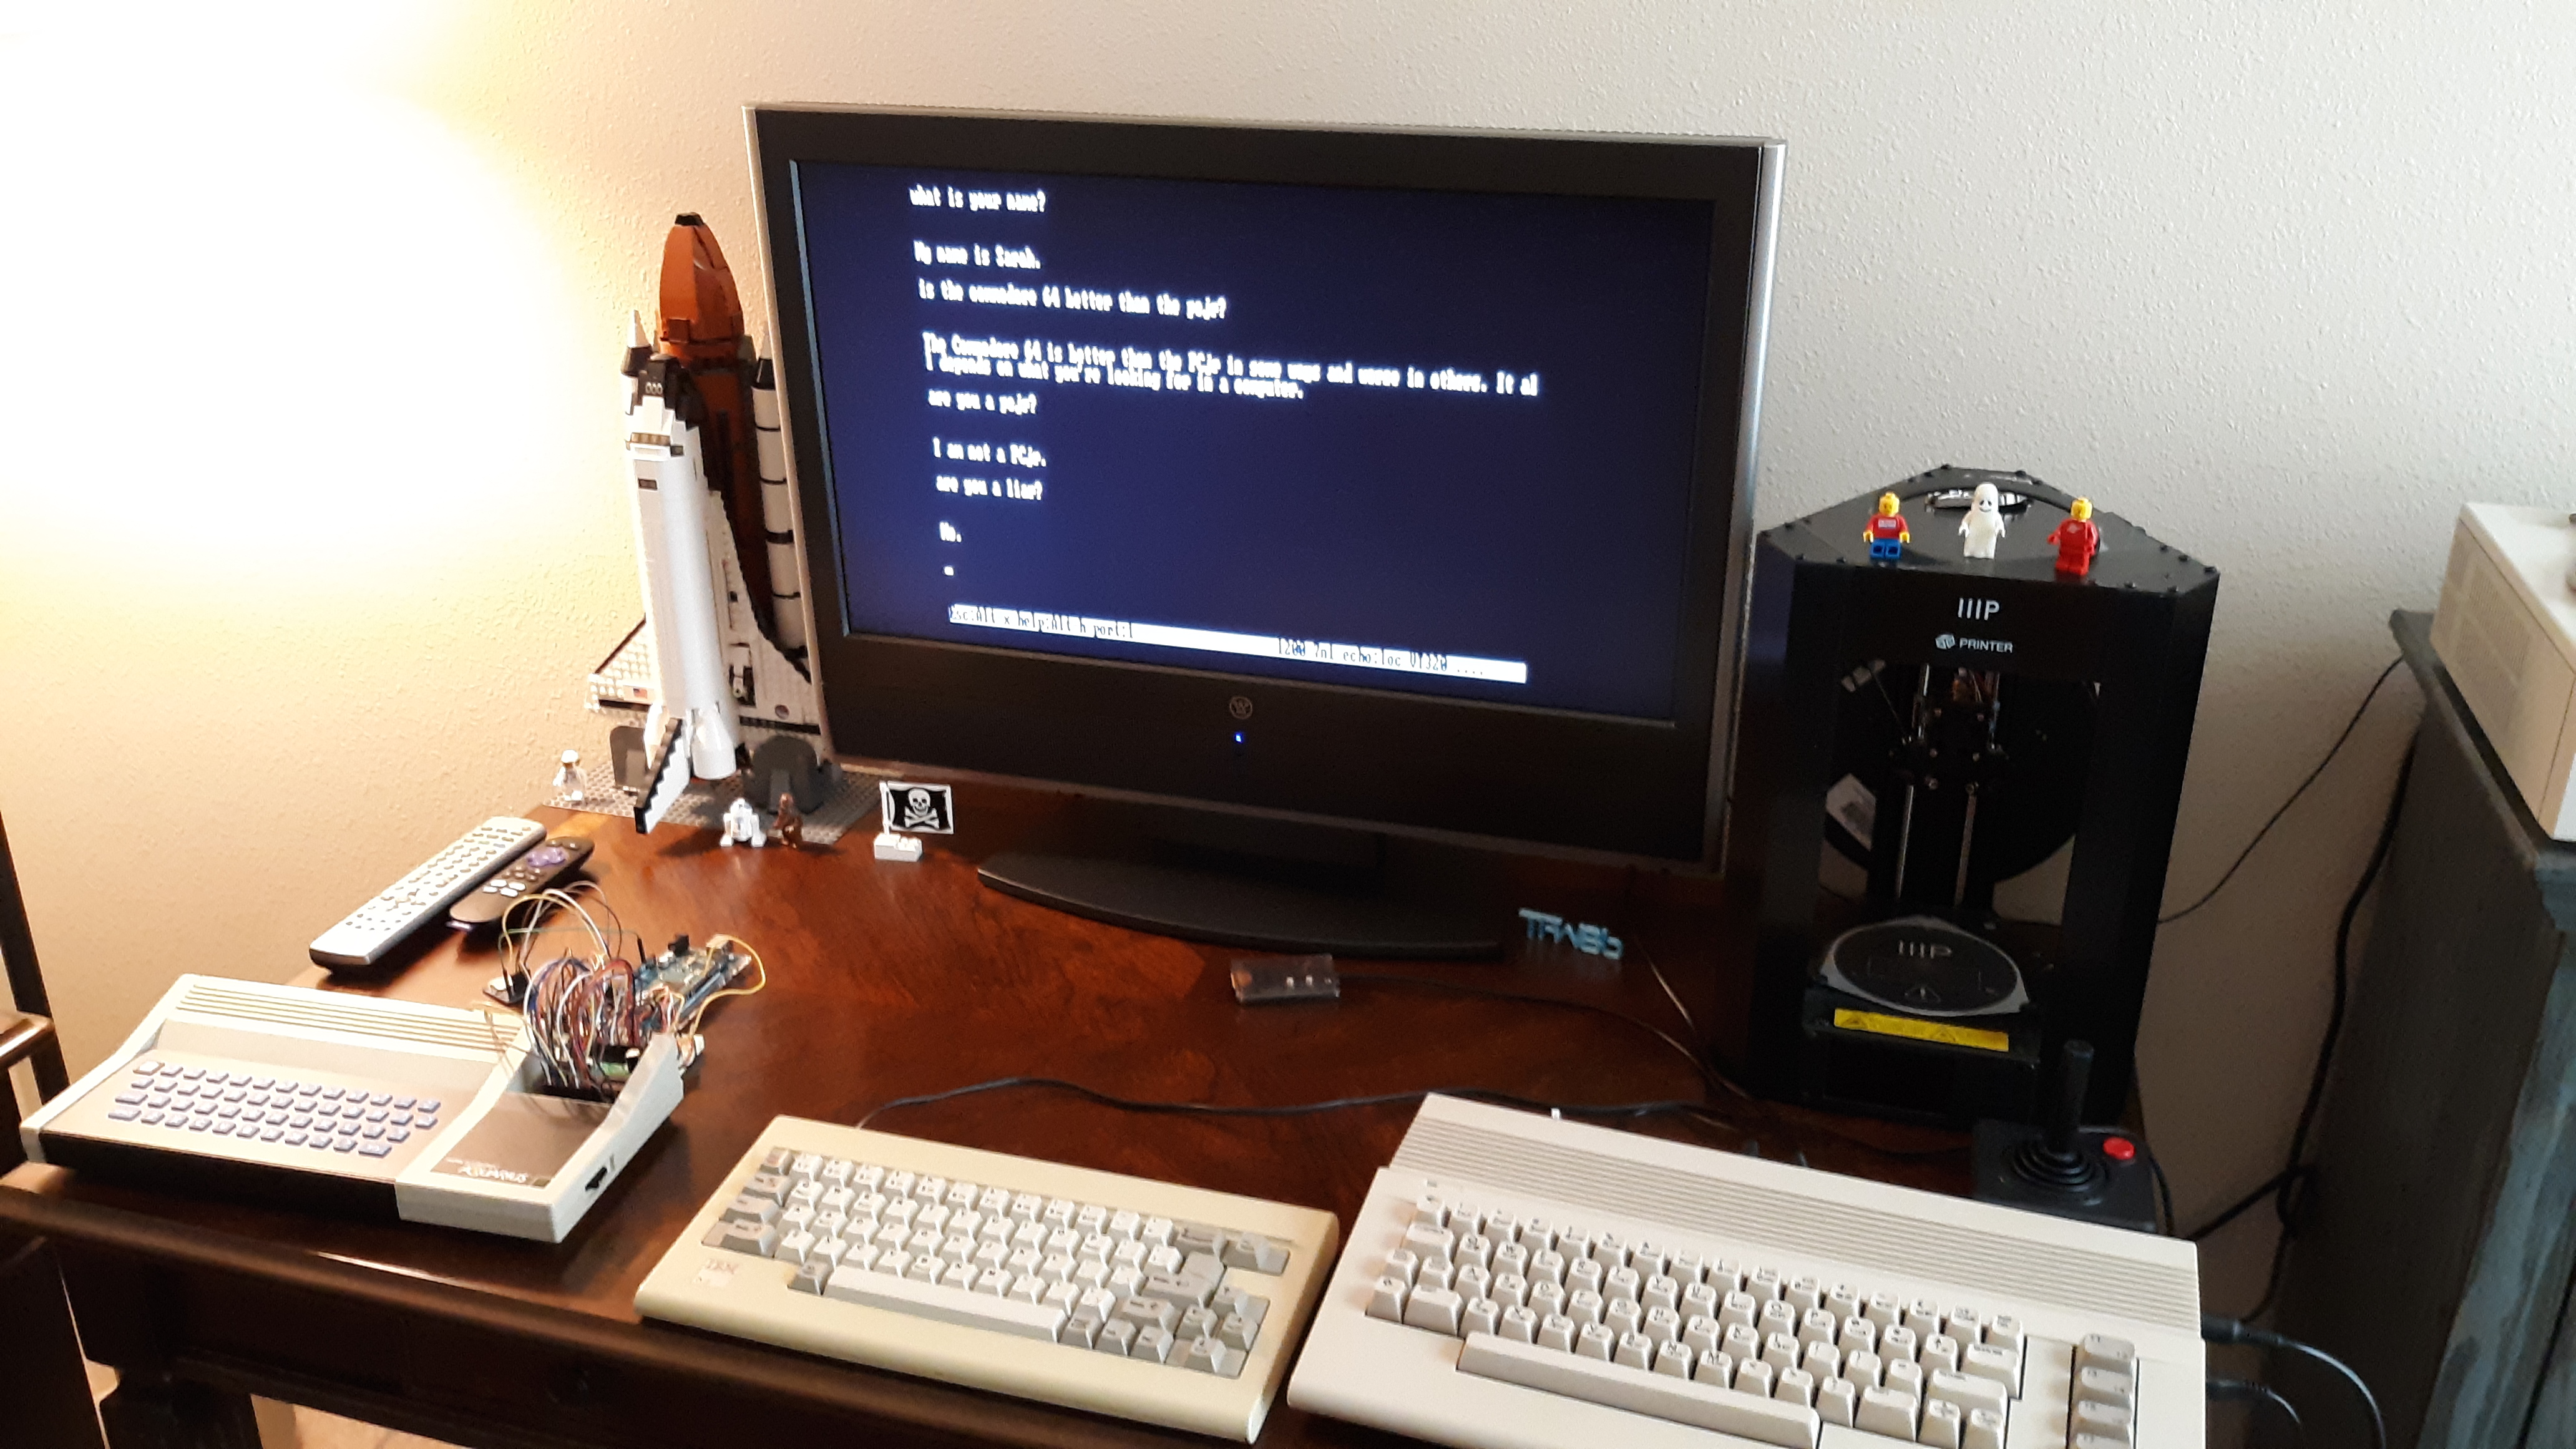 what is your name?
My name is Sarah.
is the commodore 64 better than the pcjr?
The Commodore 64 is better than the PCjr in some ways and worse in others. It al
l depends on what you're looking for in a computer.
are you a pcjr?
I am not a PCjr.
are you a liar?
No.
Esc:Alt x help:Alt h port:1 1200 7n1 echo:loc Vt320 ....
IIIP
3D PRINTER
IIIP
IBM
AQUARIUS